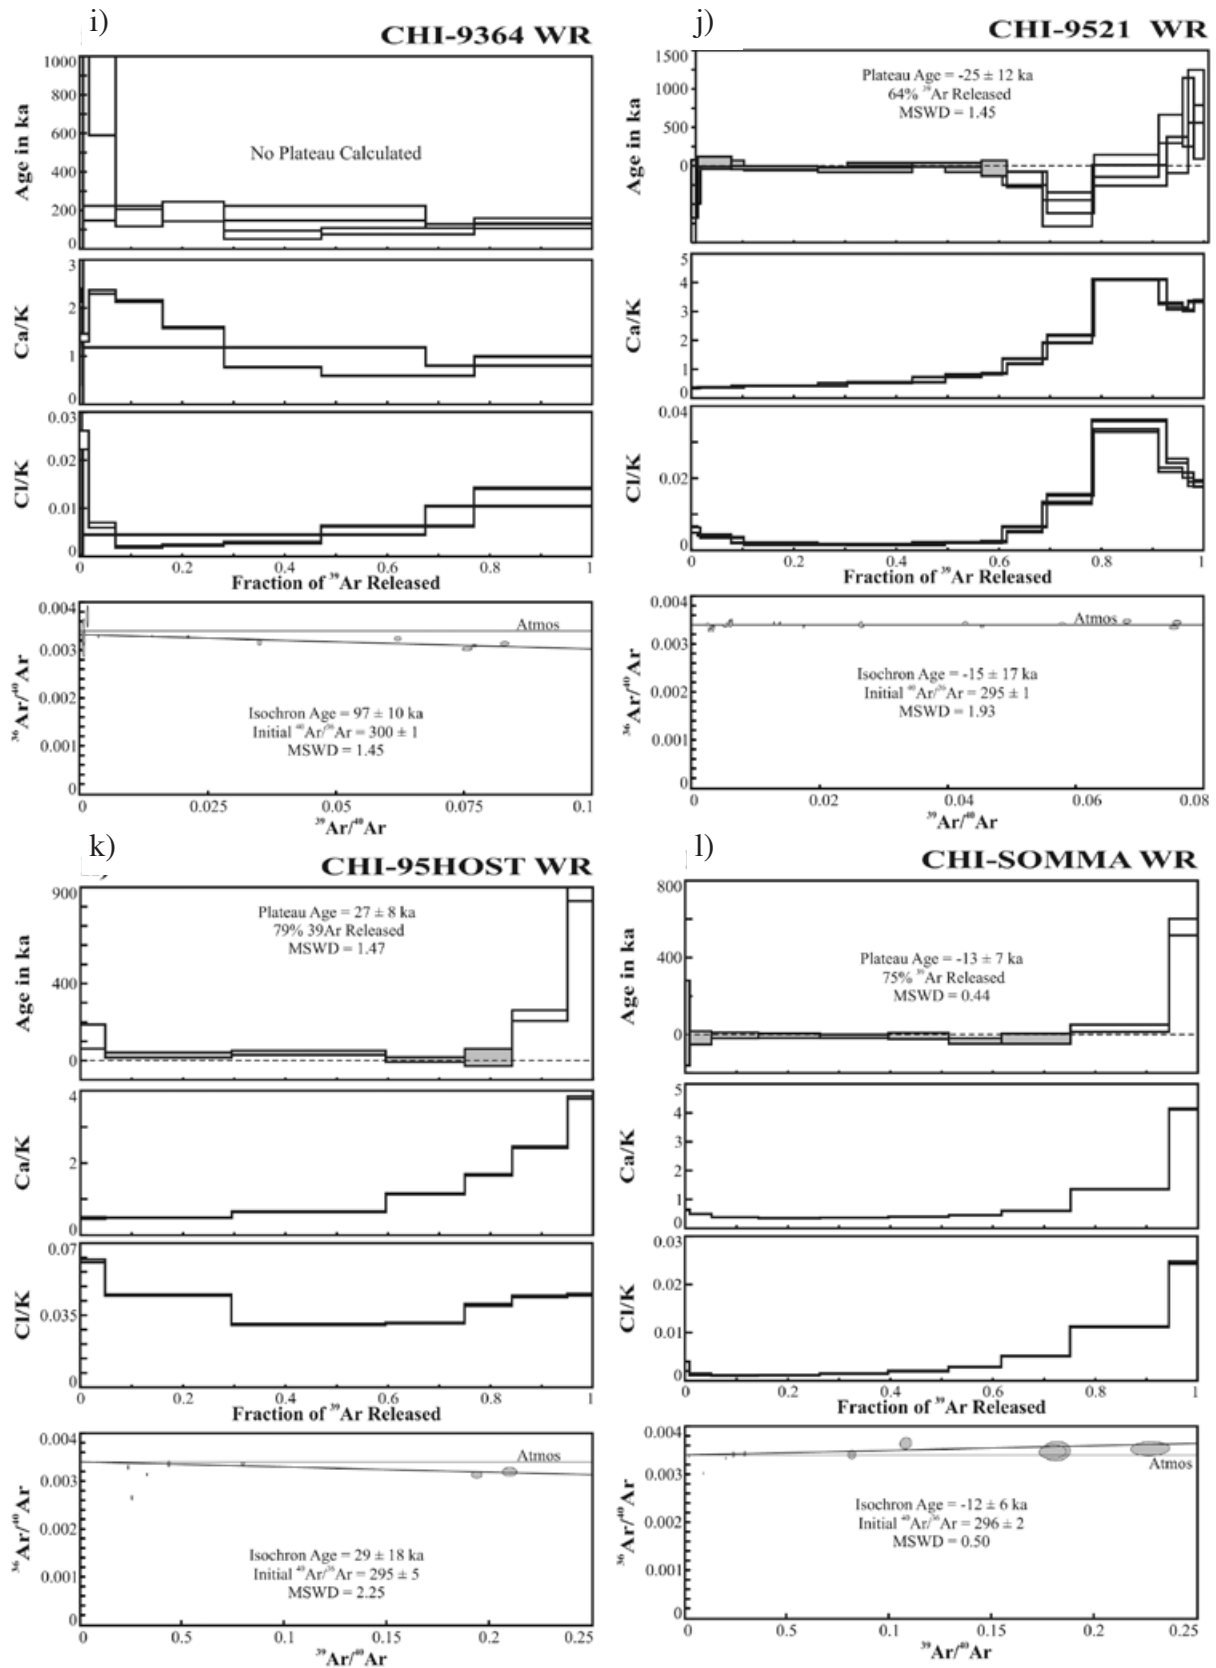 i)
CHI-9364 WR
Age in ka
1000
800
600
400
200
0
No Plateau Calculated
Ca/K
3
2
1
0
Cl/K
0.03
0.02
0.01
0
0 0.2 0.4 0.6 0.8 1
Fraction of ³⁹Ar Released
³⁶Ar/⁴⁰Ar
0.004
0.003
0.002
0.001
0
Atmos
Isochron Age = 97 ± 10 ka
Initial ⁴⁰Ar/³⁶Ar = 300 ± 1
MSWD = 1.45
0 0.025 0.05 0.075 0.1
³⁹Ar/⁴⁰Ar
j)
CHI-9521 WR
Age in ka
1500
1000
500
0
Plateau Age = -25 ± 12 ka
64% ³⁹Ar Released
MSWD = 1.45
Ca/K
5
4
3
2
1
0
Cl/K
0.04
0.02
0
0 0.2 0.4 0.6 0.8 1
Fraction of ³⁹Ar Released
³⁶Ar/⁴⁰Ar
0.004
0.003
0.002
0.001
0
Atmos
Isochron Age = -15 ± 17 ka
Initial ⁴⁰Ar/³⁶Ar = 295 ± 1
MSWD = 1.93
0 0.02 0.04 0.06 0.08
³⁹Ar/⁴⁰Ar
k)
CHI-95HOST WR
Age in ka
900
400
0
Plateau Age = 27 ± 8 ka
79% 39Ar Released
MSWD = 1.47
Ca/K
4
2
0
Cl/K
0.07
0.035
0
0 0.2 0.4 0.6 0.8 1
Fraction of ³⁹Ar Released
³⁶Ar/⁴⁰Ar
0.004
0.003
0.002
0.001
0
Atmos
Isochron Age = 29 ± 18 ka
Initial ⁴⁰Ar/³⁶Ar = 295 ± 5
MSWD = 2.25
0 0.5 0.1 0.15 0.2 0.25
³⁹Ar/⁴⁰Ar
l)
CHI-SOMMA WR
Age in ka
800
400
0
Plateau Age = -13 ± 7 ka
75% ³⁹Ar Released
MSWD = 0.44
Ca/K
5
4
3
2
1
0
Cl/K
0.03
0.02
0.01
0
0 0.2 0.4 0.6 0.8 1
Fraction of ³⁹Ar Released
³⁶Ar/⁴⁰Ar
0.004
0.003
0.002
0.001
0
Atmos
Isochron Age = -12 ± 6 ka
Initial ⁴⁰Ar/³⁶Ar = 296 ± 2
MSWD = 0.50
0 0.5 0.1 0.15 0.2 0.25
³⁹Ar/⁴⁰Ar